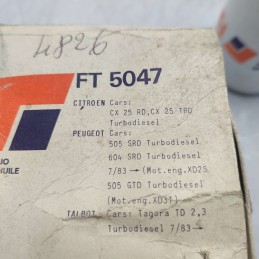 4826
FT 5047
CITROEN Cars:
CX 25 RD,CX 25 TRD
Turbodiesel
PEUGEOT Cars:
505 SRD Turbodiesel
604 SRD Turbodiesel
7/83 →(Mot.eng.XD2S
505 GTD Turbodiesel
(Mot.eng.XD3T)
TALBOT Cars: Tagora TD 2,3
Turbodiesel 7/83→